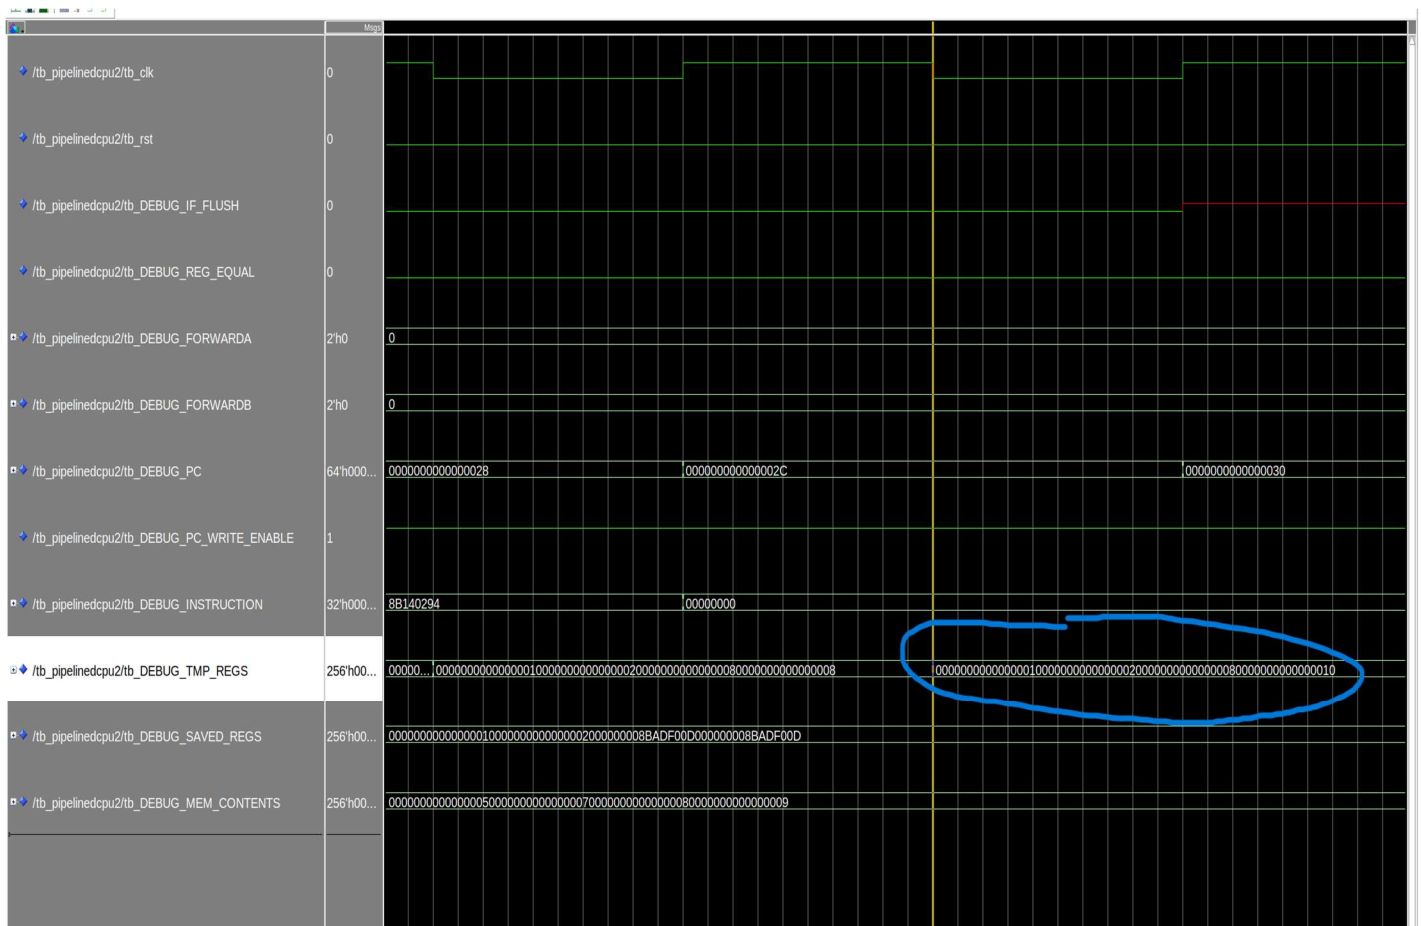 Msgs
/tb_pipelinedcpu2/tb_clk 0
/tb_pipelinedcpu2/tb_rst 0
/tb_pipelinedcpu2/tb_DEBUG_IF_FLUSH 0
/tb_pipelinedcpu2/tb_DEBUG_REG_EQUAL 0
/tb_pipelinedcpu2/tb_DEBUG_FORWARDA 2'h0 0
/tb_pipelinedcpu2/tb_DEBUG_FORWARDB 2'h0 0
/tb_pipelinedcpu2/tb_DEBUG_PC 64'h000... 0000000000000028 000000000000002C 0000000000000030
/tb_pipelinedcpu2/tb_DEBUG_PC_WRITE_ENABLE 1
/tb_pipelinedcpu2/tb_DEBUG_INSTRUCTION 32'h000... 8B140294 00000000
/tb_pipelinedcpu2/tb_DEBUG_TMP_REGS 256'h00... 00000... 0000000000000001000000000000000200000000000000080000000000000008 0000000000000001000000000000000200000000000000080000000000000010
/tb_pipelinedcpu2/tb_DEBUG_SAVED_REGS 256'h00... 00000000000000010000000000000002000000008BADF00D000000008BADF00D
/tb_pipelinedcpu2/tb_DEBUG_MEM_CONTENTS 256'h00... 0000000000000005000000000000000700000000000000080000000000000009